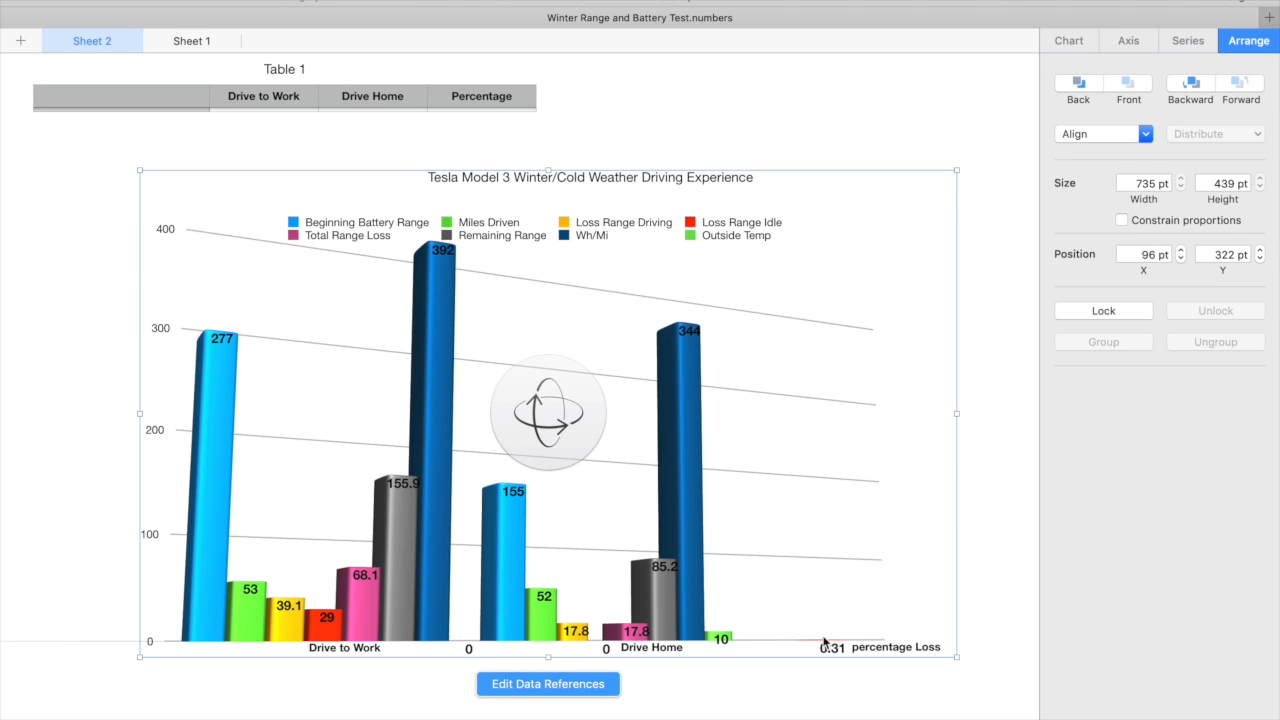 Winter Range and Battery Test.numbers
+
+ Sheet 2 Sheet 1
Chart Axis Series Arrange
Table 1
Drive to Work Drive Home Percentage
Back Front Backward Forward
Align Distribute
Size 735 pt 439 pt
Width Height
Constrain proportions
Position 96 pt 322 pt
X Y
Lock Unlock
Group Ungroup
Tesla Model 3 Winter/Cold Weather Driving Experience
Beginning Battery Range Miles Driven Loss Range Driving Loss Range Idle
Total Range Loss Remaining Range Wh/Mi Outside Temp
400
300
200
100
0
277 53 39.1 29 68.1 155.9 392 0
155 52 17.8 0 17.8 85.2 344 10
0.31
Drive to Work Drive Home percentage Loss
Edit Data References